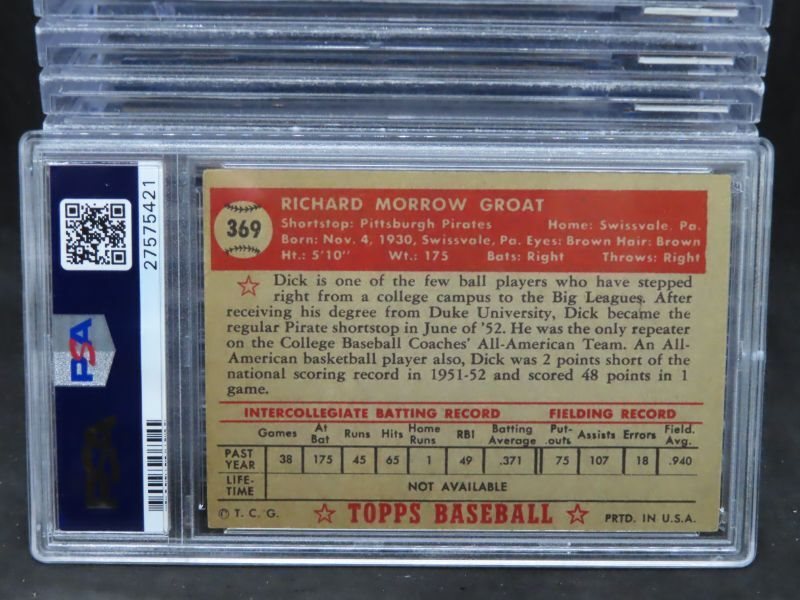 27575421
PSA
PSA
369
RICHARD MORROW GROAT
Shortstop: Pittsburgh Pirates Home: Swissvale, Pa.
Born: Nov. 4, 1930, Swissvale, Pa. Eyes: Brown Hair: Brown
Ht.: 5'10" Wt.: 175 Bats: Right Throws: Right
Dick is one of the few ball players who have stepped
right from a college campus to the Big Leagues. After
receiving his degree from Duke University, Dick became the
regular Pirate shortstop in June of '52. He was the only repeater
on the College Baseball Coaches' All-American Team. An All-
American basketball player also, Dick was 2 points short of the
national scoring record in 1951-52 and scored 48 points in 1
game.
INTERCOLLEGIATE BATTING RECORD FIELDING RECORD
Games At Bat Runs Hits Home Runs RBI Batting Average Put-outs Assists Errors Field. Avg.
PAST YEAR 38 175 45 65 1 49 .371 75 107 18 .940
LIFE-TIME NOT AVAILABLE
© T. C. G. TOPPS BASEBALL PRTD. IN U.S.A.